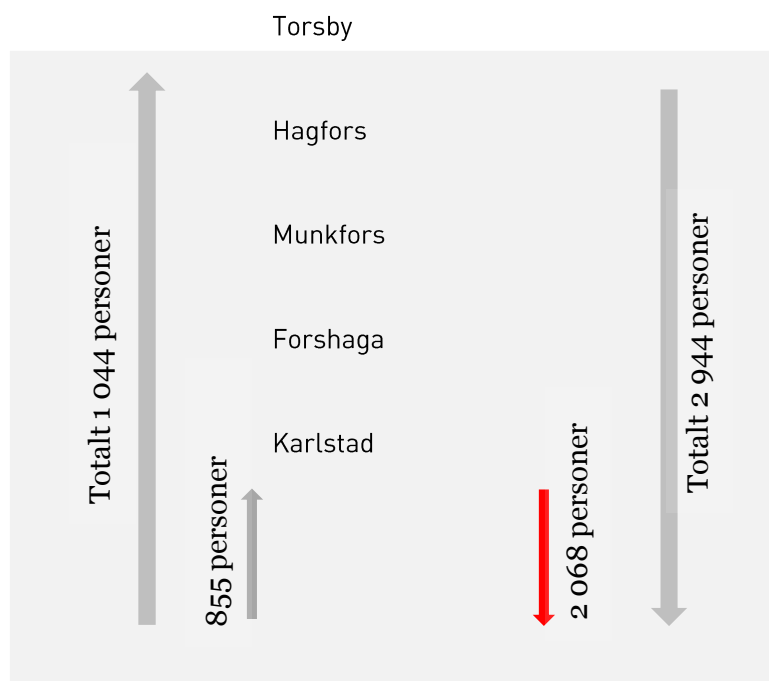 Torsby
Hagfors
Munkfors
Forshaga
Karlstad
Totalt 1 044 personer
855 personer
2 068 personer
Totalt 2 944 personer